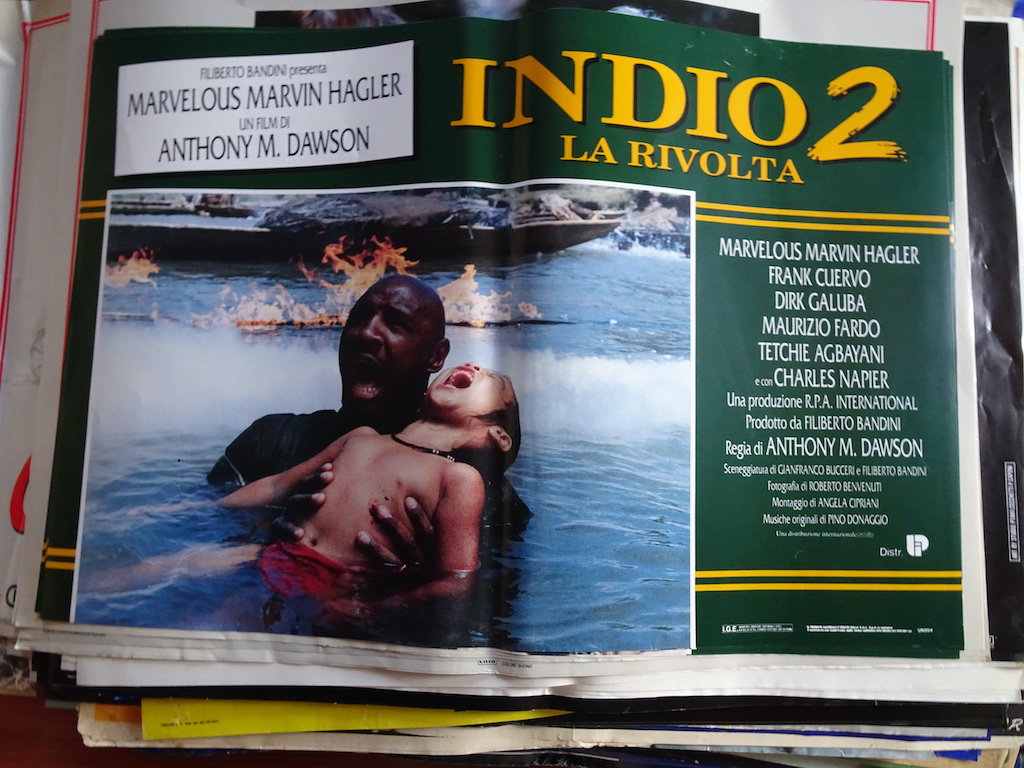 FILIBERTO BANDINI presenta
MARVELOUS MARVIN HAGLER
UN FILM DI
ANTHONY M. DAWSON
INDIO 2
LA RIVOLTA
MARVELOUS MARVIN HAGLER
FRANK CUERVO
DIRK GALUBA
MAURIZIO FARDO
TETCHIE AGBAYANI
e con CHARLES NAPIER
Una produzione R.P.A. INTERNATIONAL
Prodotto da FILIBERTO BANDINI
Regia di ANTHONY M. DAWSON
Sceneggiatura di GIANFRANCO BUCCERI e FILIBERTO BANDINI
Fotografia di ROBERTO BENVENUTI
Montaggio di ANGELA CIPRIANI
Musiche originali di PINO DONAGGIO
Una distribuzione internazionale
Distr.
I.G.E.